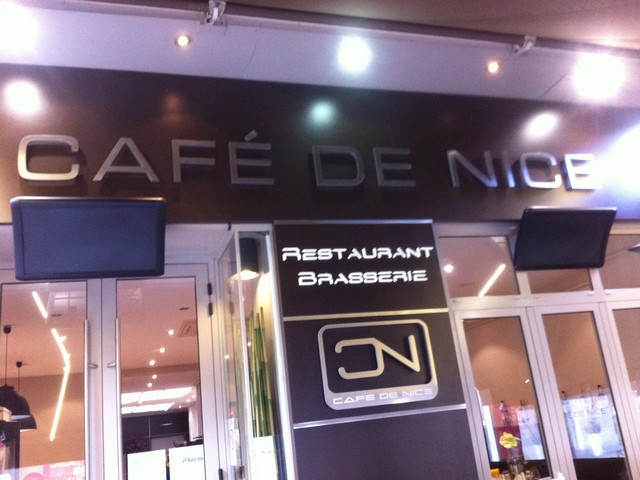 CAFÉ DE NICE
RESTAURANT
BRASSERIE
CN
CAFE DE NICE